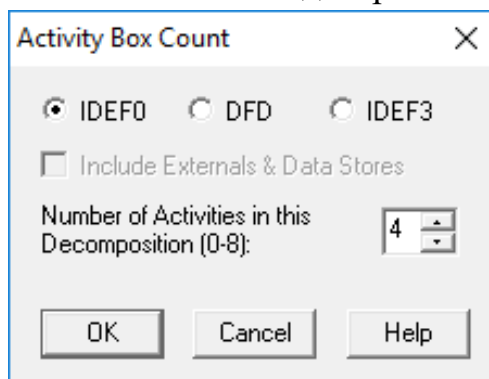 Activity Box Count
IDEF0 DFD IDEF3
Include Externals & Data Stores
Number of Activities in this
Decomposition (0-8):
4
OK Cancel Help